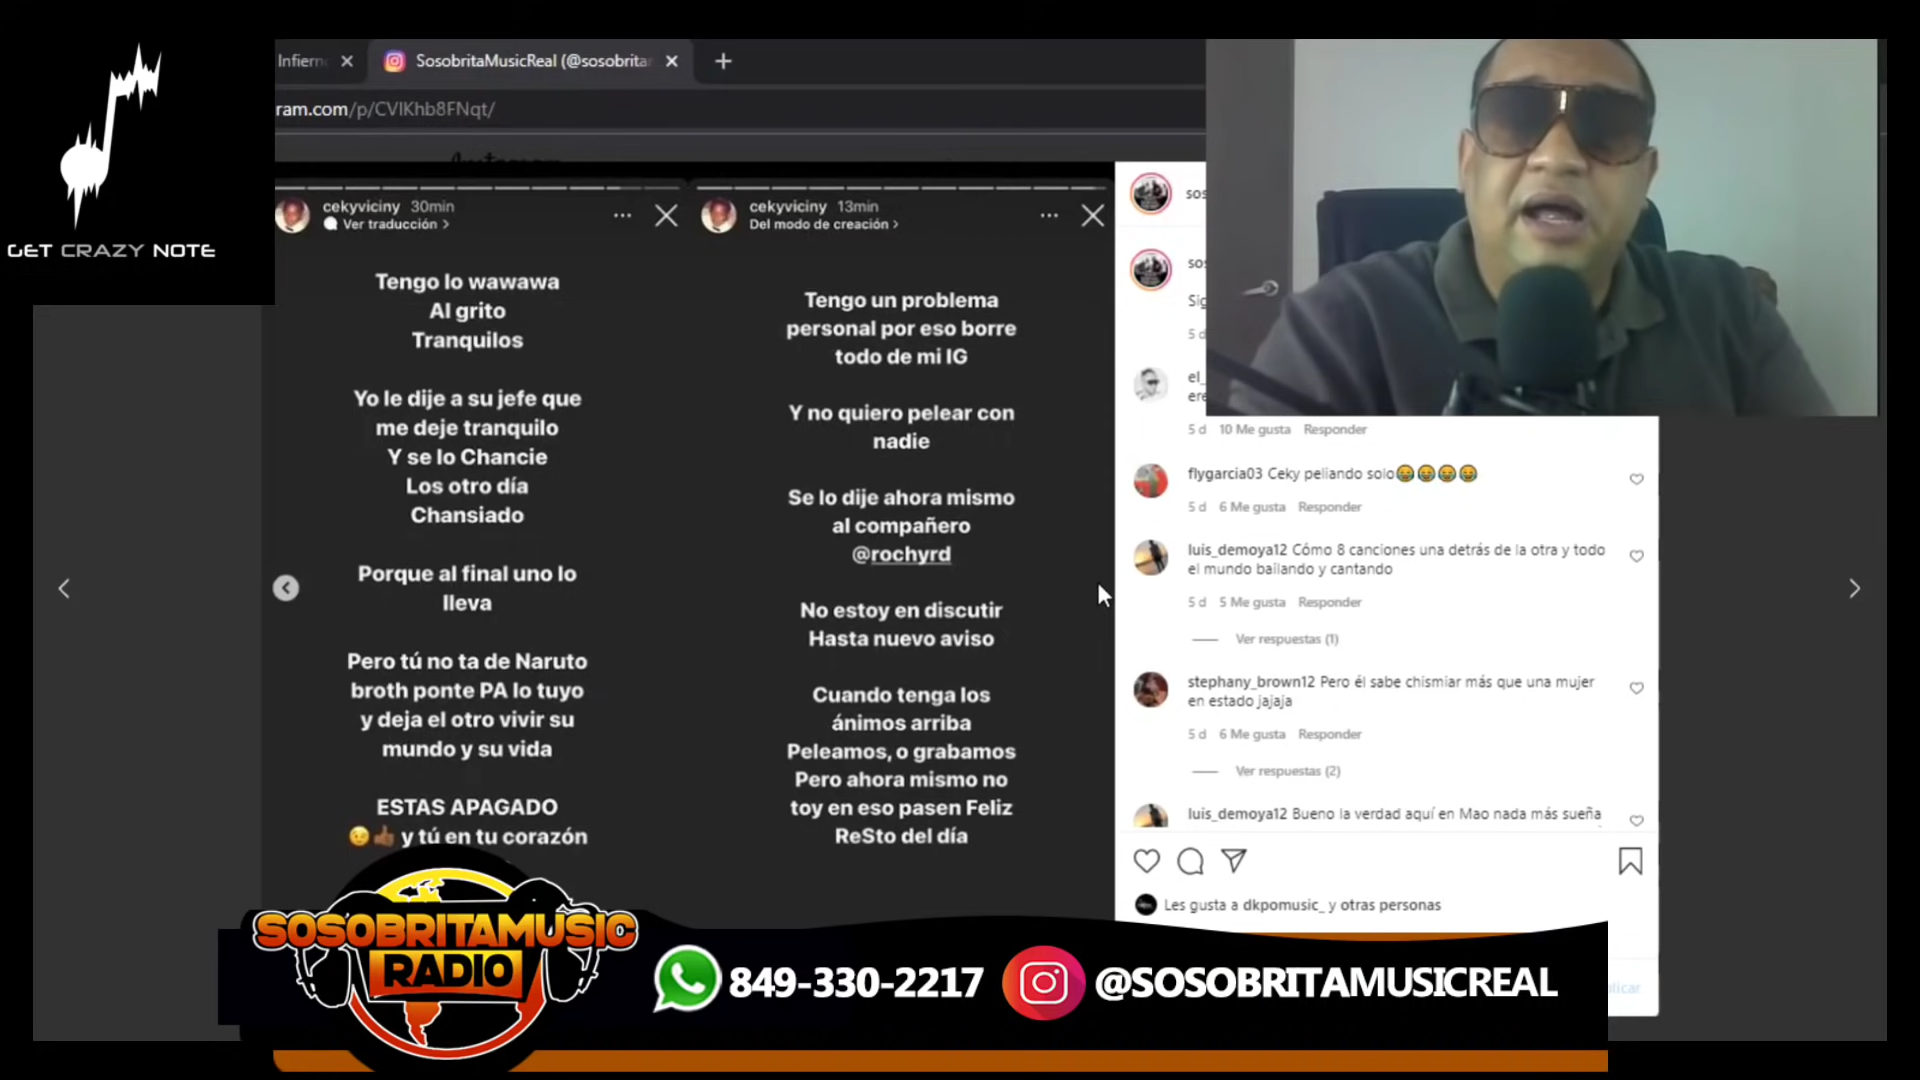 GET CRAZY NOTE
Infiern
SosobritaMusicReal (@sosobrita
ram.com/p/CVIKhb8FNqt/
cekyviciny 30min
Ver traducción
Tengo lo wawawa
Al grito
Tranquilos
Yo le dije a su jefe que
me deje tranquilo
Y se lo Chancie
Los otro día
Chansiado
Porque al final uno lo
lleva
Pero tú no ta de Naruto
broth ponte PA lo tuyo
y deja el otro vivir su
mundo y su vida
ESTAS APAGADO
😉👍🏾 y tú en tu corazón
cekyviciny 13min
Del modo de creación
Tengo un problema
personal por eso borre
todo de mi IG
Y no quiero pelear con
nadie
Se lo dije ahora mismo
al compañero
@rochyrd
No estoy en discutir
Hasta nuevo aviso
Cuando tenga los
ánimos arriba
Peleamos, o grabamos
Pero ahora mismo no
toy en eso pasen Feliz
ReSto del día
sos
sos
Sig
5 d
el_
ere
5 d 10 Me gusta Responder
flygarcia03 Ceky peliando solo😂😂😂😂
5 d 6 Me gusta Responder
luis_demoya12 Cómo 8 canciones una detrás de la otra y todo
el mundo bailando y cantando
5 d 5 Me gusta Responder
Ver respuestas (1)
stephany_brown12 Pero él sabe chismiar más que una mujer
en estado jajaja
5 d 6 Me gusta Responder
Ver respuestas (2)
luis_demoya12 Bueno la verdad aquí en Mao nada más sueña
Les gusta a dkpomusic_ y otras personas
licar
SOSOBRITAMUSIC
RADIO
849-330-2217
@SOSOBRITAMUSICREAL